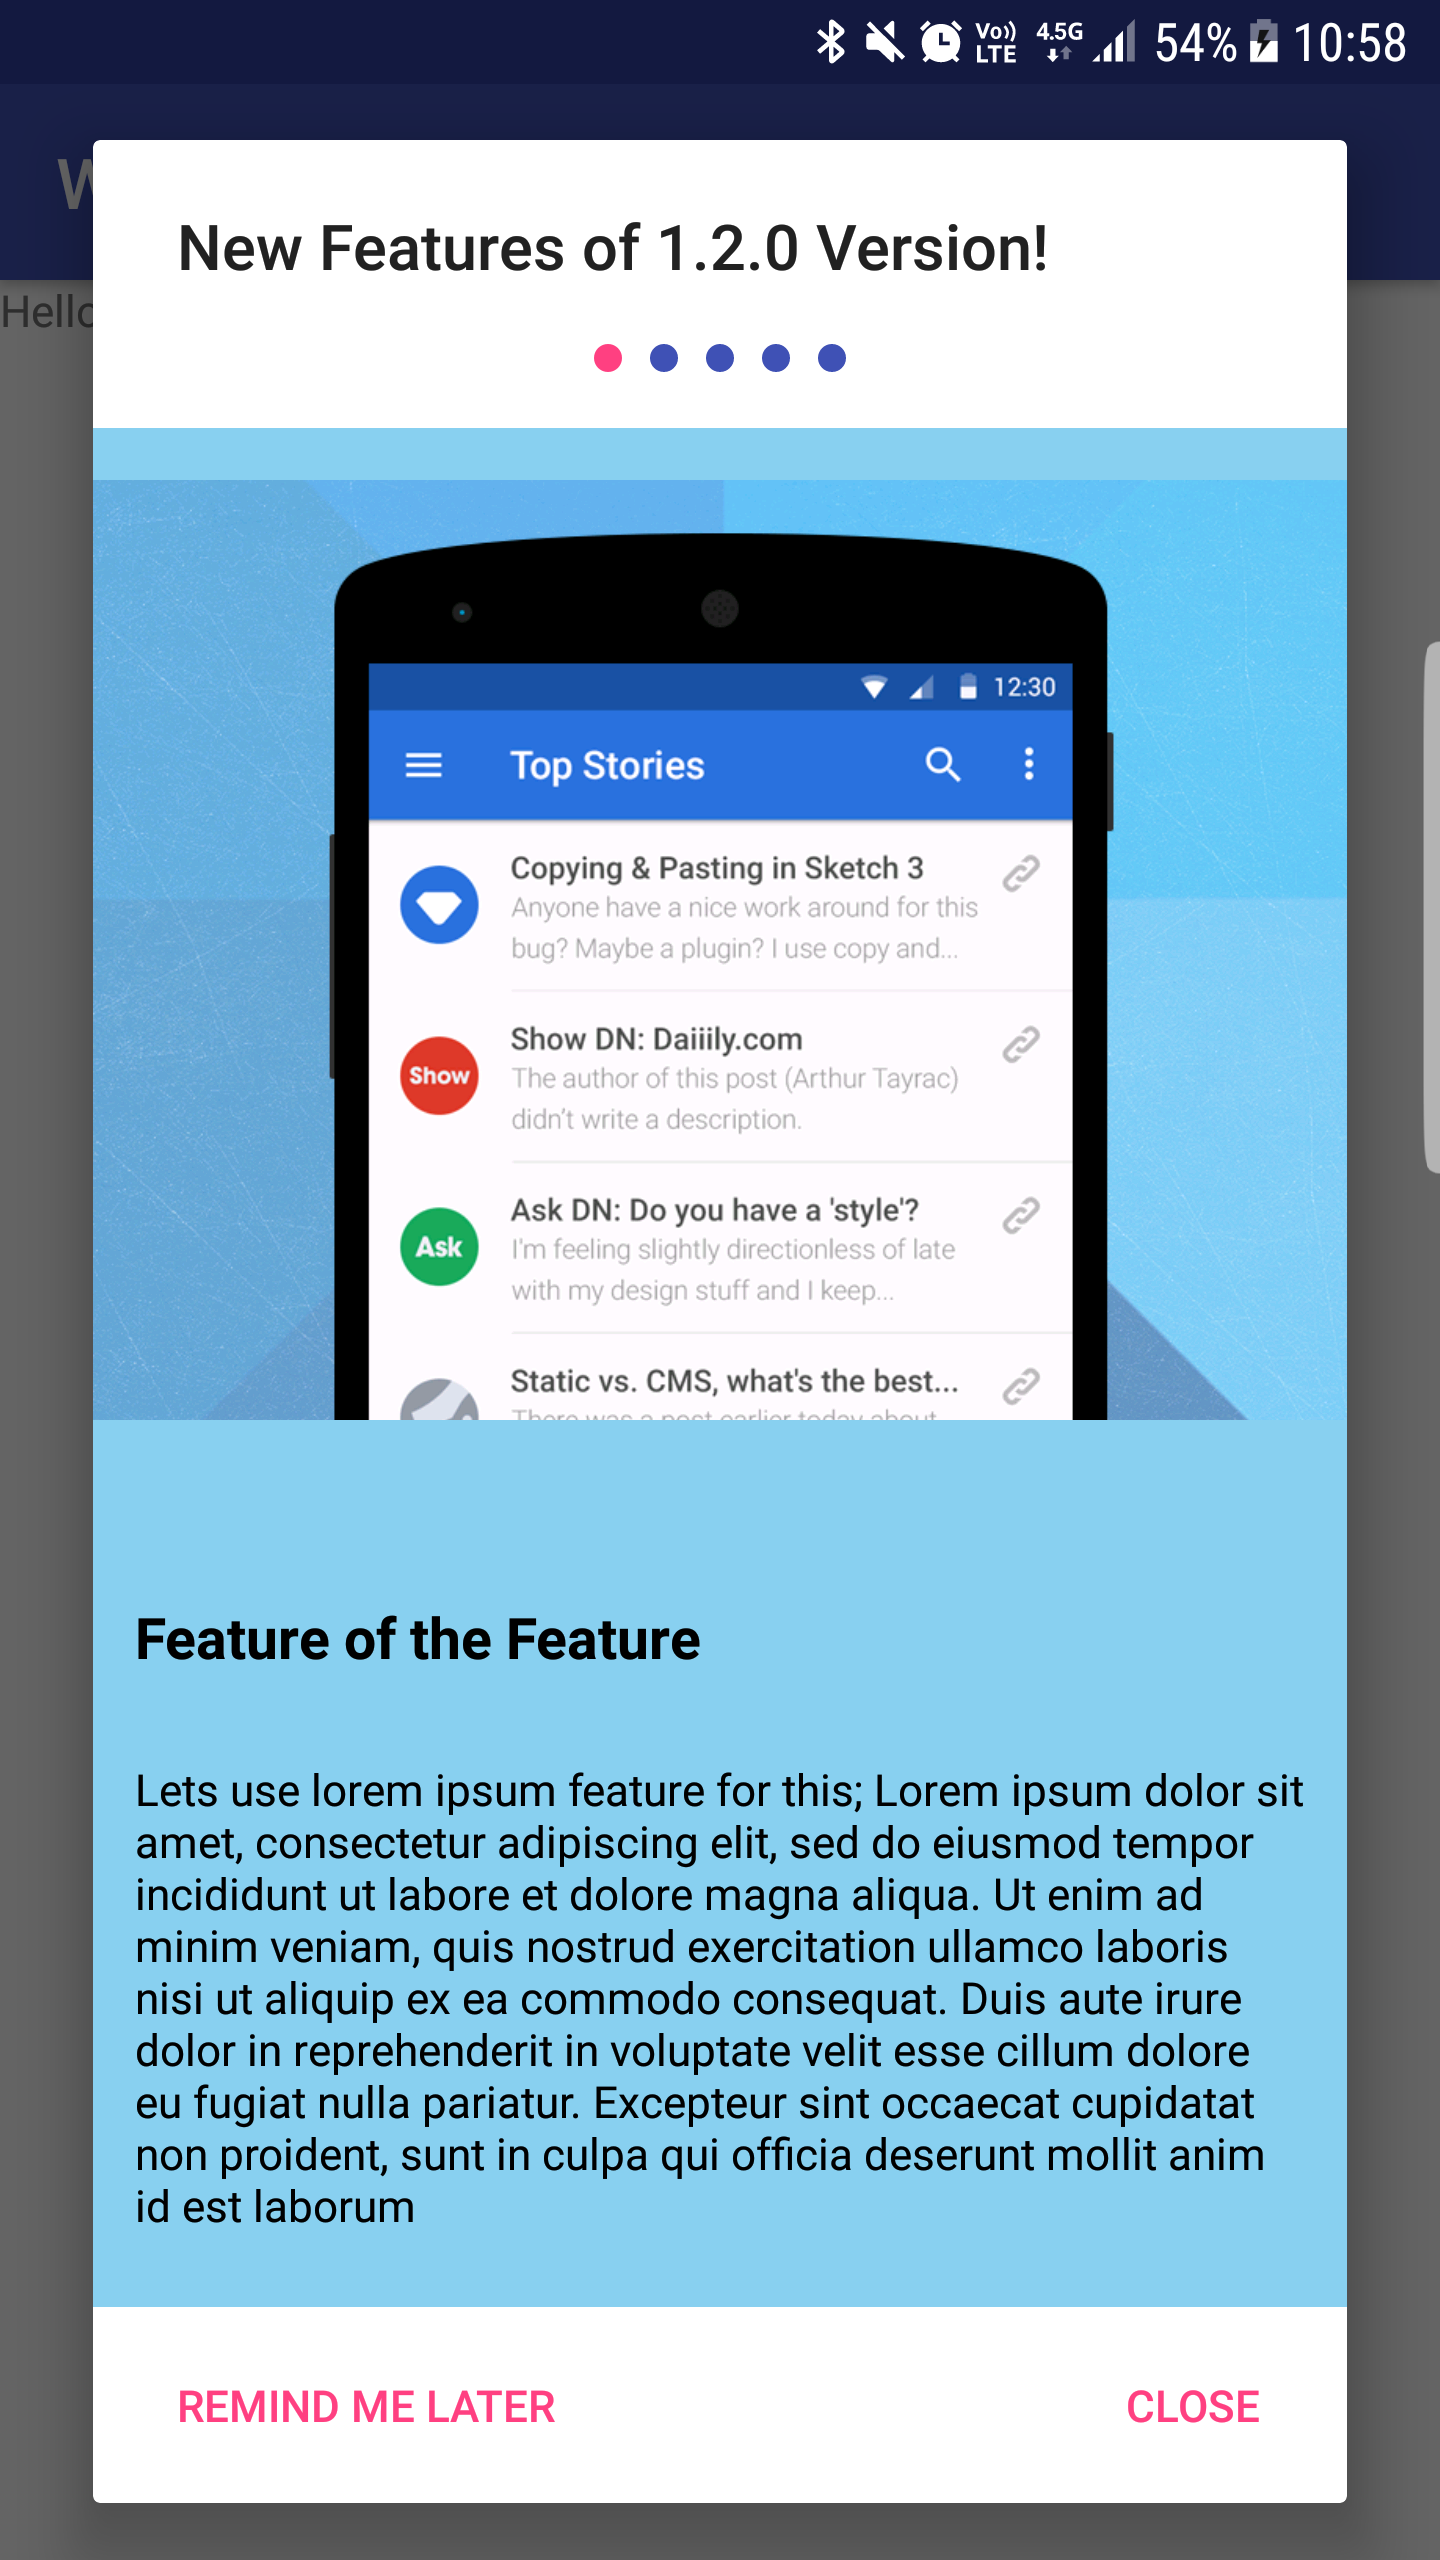 Vo)) LTE 4.5G 54% 10:58
W
Hello
New Features of 1.2.0 Version!
12:30
Top Stories
Copying & Pasting in Sketch 3
Anyone have a nice work around for this
bug? Maybe a plugin? I use copy and...
Show
Show DN: Daiiily.com
The author of this post (Arthur Tayrac)
didn't write a description.
Ask
Ask DN: Do you have a 'style'?
I'm feeling slightly directionless of late
with my design stuff and I keep...
Static vs. CMS, what's the best...
There was a post earlier today about
Feature of the Feature
Lets use lorem ipsum feature for this; Lorem ipsum dolor sit
amet, consectetur adipiscing elit, sed do eiusmod tempor
incididunt ut labore et dolore magna aliqua. Ut enim ad
minim veniam, quis nostrud exercitation ullamco laboris
nisi ut aliquip ex ea commodo consequat. Duis aute irure
dolor in reprehenderit in voluptate velit esse cillum dolore
eu fugiat nulla pariatur. Excepteur sint occaecat cupidatat
non proident, sunt in culpa qui officia deserunt mollit anim
id est laborum
REMIND ME LATER
CLOSE